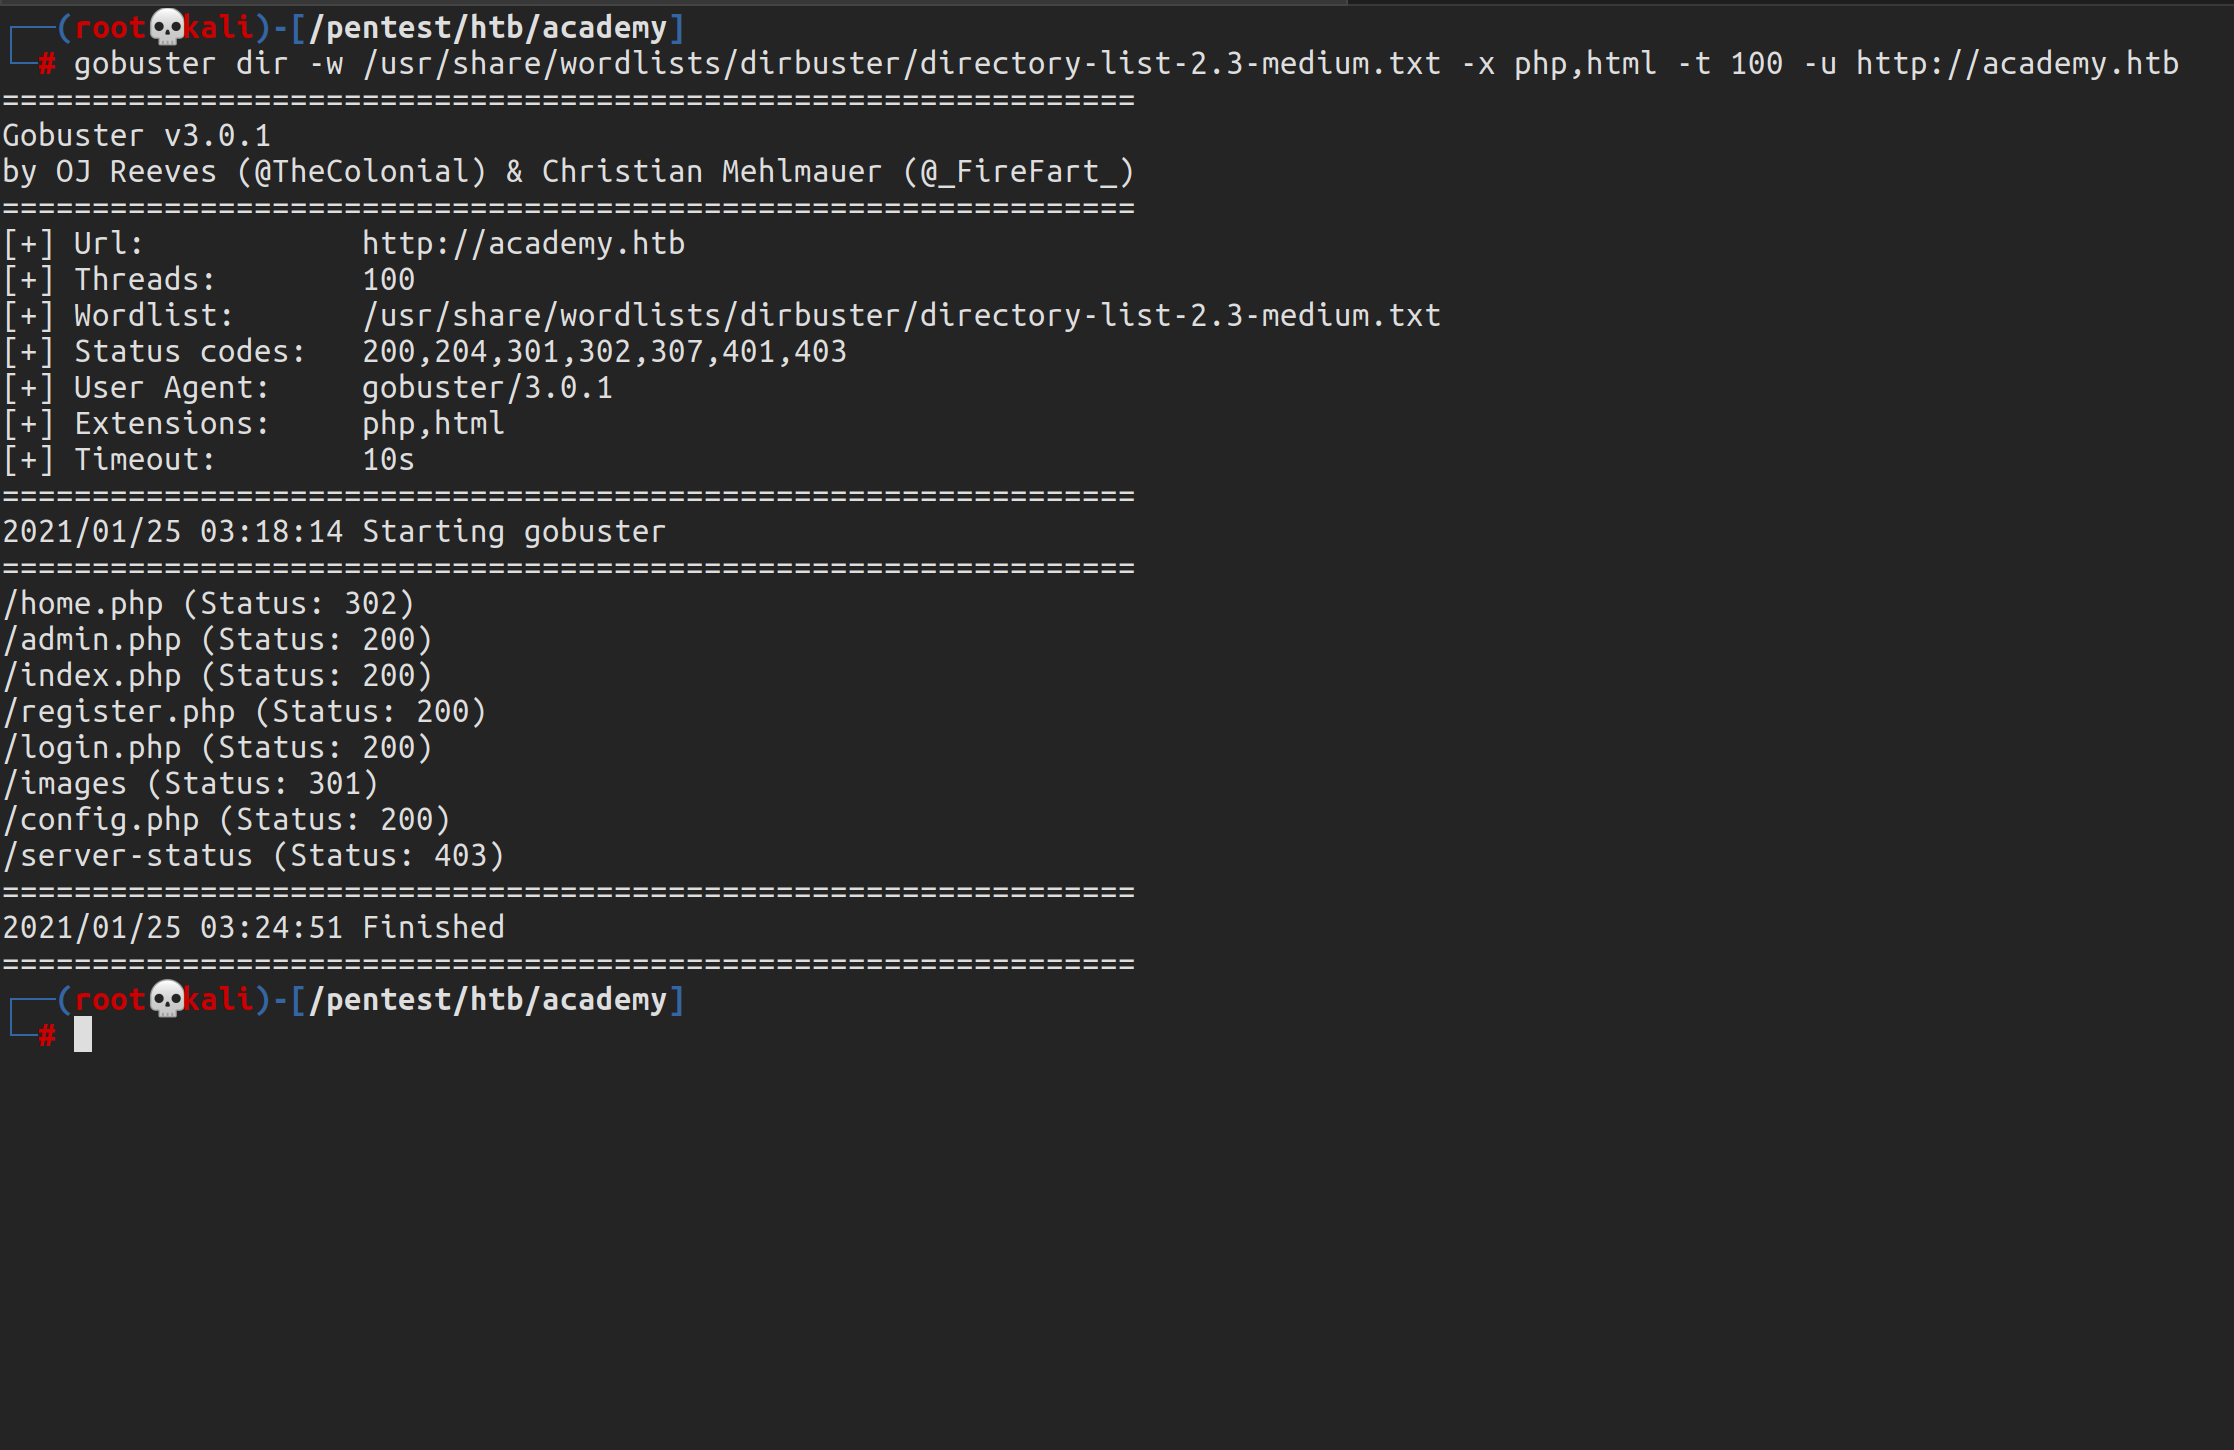 (root💀kali)-[/pentest/htb/academy]
# gobuster dir -w /usr/share/wordlists/dirbuster/directory-list-2.3-medium.txt -x php,html -t 100 -u http://academy.htb
===============================================================
Gobuster v3.0.1
by OJ Reeves (@TheColonial) & Christian Mehlmauer (@_FireFart_)
===============================================================
[+] Url:            http://academy.htb
[+] Threads:        100
[+] Wordlist:       /usr/share/wordlists/dirbuster/directory-list-2.3-medium.txt
[+] Status codes:   200,204,301,302,307,401,403
[+] User Agent:     gobuster/3.0.1
[+] Extensions:     php,html
[+] Timeout:        10s
===============================================================
2021/01/25 03:18:14 Starting gobuster
===============================================================
/home.php (Status: 302)
/admin.php (Status: 200)
/index.php (Status: 200)
/register.php (Status: 200)
/login.php (Status: 200)
/images (Status: 301)
/config.php (Status: 200)
/server-status (Status: 403)
===============================================================
2021/01/25 03:24:51 Finished
===============================================================
(root💀kali)-[/pentest/htb/academy]
#